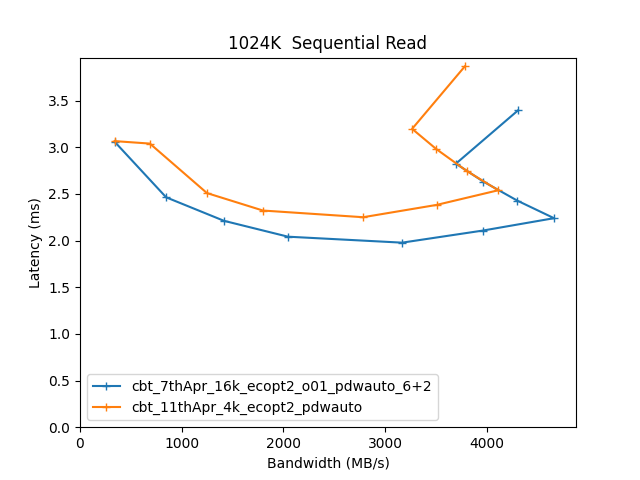 1024K  Sequential Read
Latency (ms)
3.5
3.0
2.5
2.0
1.5
1.0
0.5
0.0
0
1000
2000
3000
4000
Bandwidth (MB/s)
cbt_7thApr_16k_ecopt2_o01_pdwauto_6+2
cbt_11thApr_4k_ecopt2_pdwauto